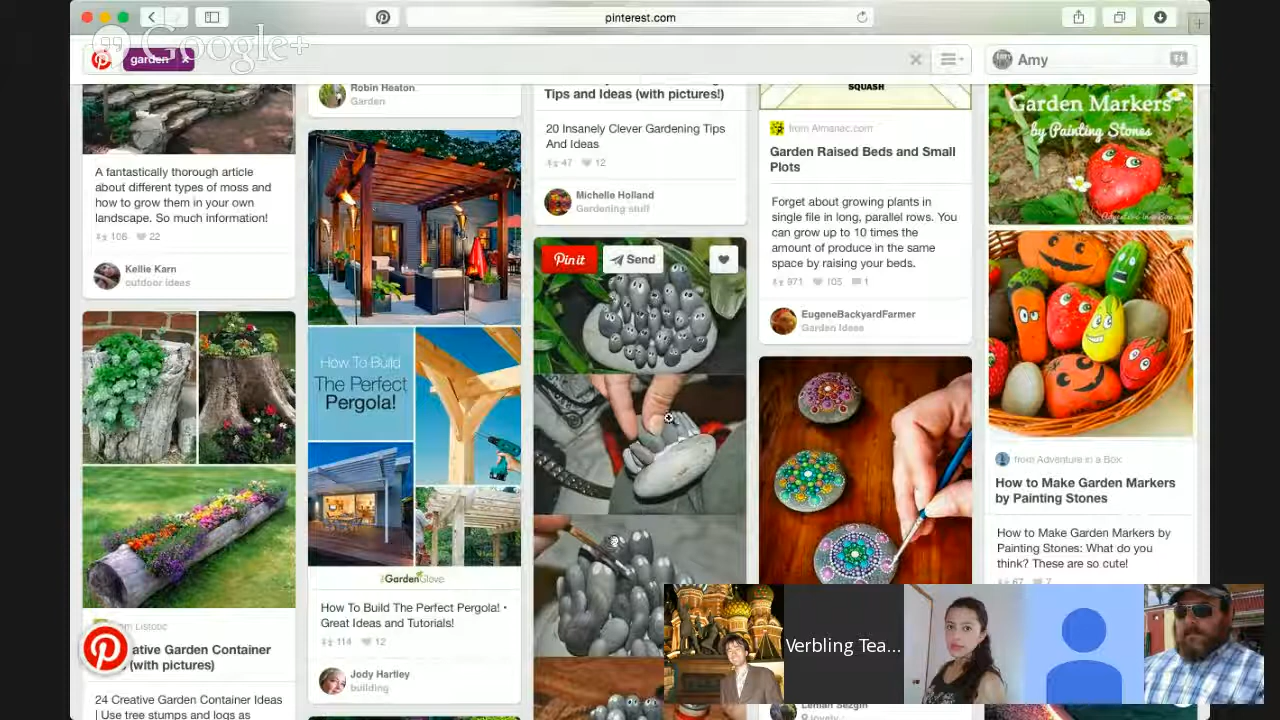 pinterest.com
Google+
garden x
Amy
A fantastically thorough article
about different types of moss and
how to grow them in your own
landscape. So much information!
106 22
Kellie Karn
outdoor ideas
from Listotic
ative Garden Container
(with pictures)
24 Creative Garden Container Ideas
| Use tree stumps and logs as
Robin Heaton
Garden
How To Build
The Perfect
Pergola!
GardenGlove
How To Build The Perfect Pergola! •
Great Ideas and Tutorials!
114 12
Jody Hartley
building
Tips and Ideas (with pictures!)
20 Insanely Clever Gardening Tips
And Ideas
47 12
Michelle Holland
Gardening stuff
Pin it
Send
SQUASH
from Almanac.com
Garden Raised Beds and Small
Plots
Forget about growing plants in
single file in long, parallel rows. You
can grow up to 10 times the
amount of produce in the same
space by raising your beds.
971 105 1
EugeneBackyardFarmer
Garden Ideas
Leman Sezgin
lovely
Garden Markers
by Painting Stones
from Adventure in a Box
How to Make Garden Markers
by Painting Stones
How to Make Garden Markers by
Painting Stones: What do you
think? These are so cute!
67 7
Verbling Tea...